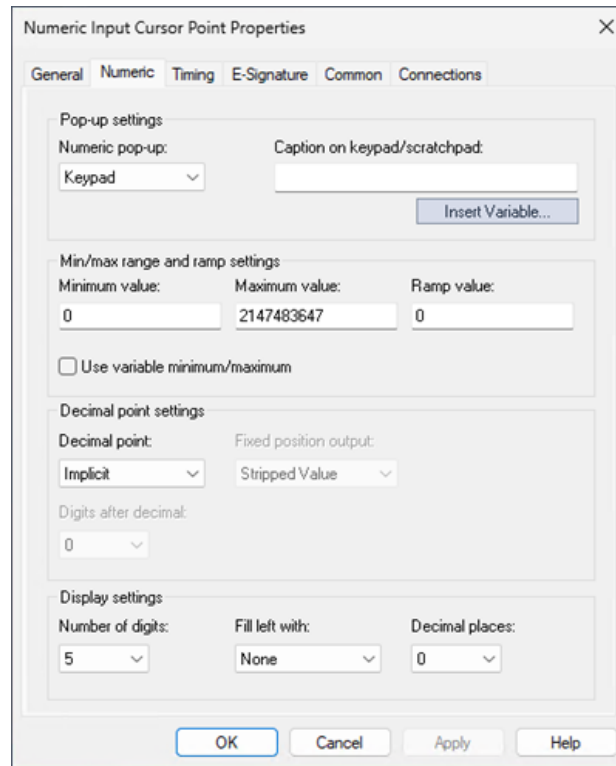 Numeric Input Cursor Point Properties
General Numeric Timing E-Signature Common Connections
Pop-up settings
Numeric pop-up: Caption on keypad/scratchpad:
Keypad
Insert Variable...
Min/max range and ramp settings
Minimum value: Maximum value: Ramp value:
0 2147483647 0
Use variable minimum/maximum
Decimal point settings
Decimal point: Fixed position output:
Implicit Stripped Value
Digits after decimal:
0
Display settings
Number of digits: Fill left with: Decimal places:
5 None 0
OK Cancel Apply Help